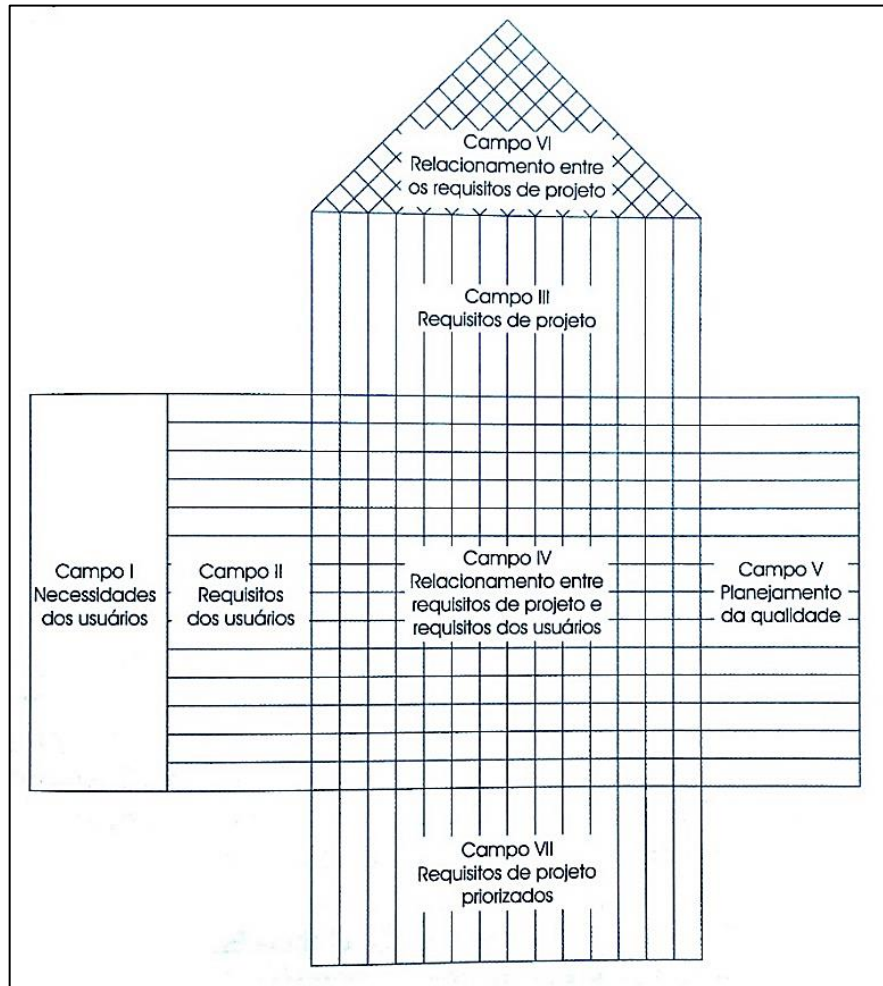 Campo VI
Relacionamento entre
os requisitos de projeto
Campo III
Requisitos de projeto
Campo I
Necessidades
dos usuários
Campo II
Requisitos
dos usuários
Campo IV
Relacionamento entre
requisitos de projeto e
requisitos dos usuários
Campo V
Planejamento
da qualidade
Campo VII
Requisitos de projeto
priorizados